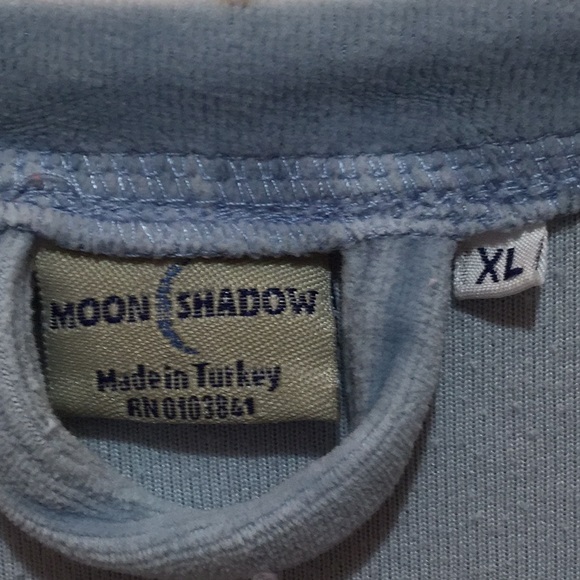 MOON SHADOW
Made in Turkey
RN 0103841
XL